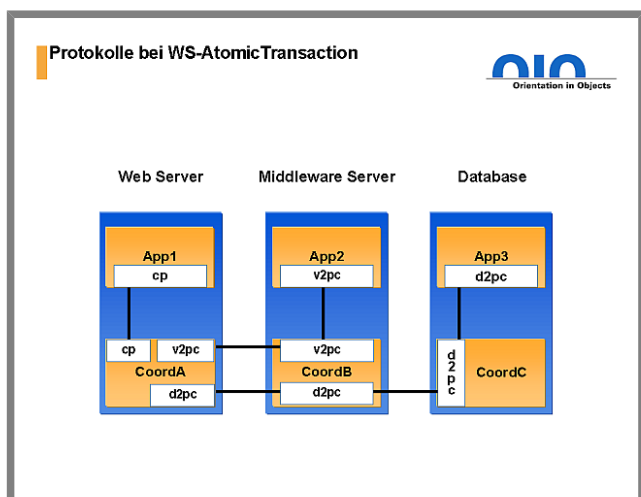 Protokolle bei WS-AtomicTransaction
OIO
Orientation in Objects
Web Server
Middleware Server
Database
App1
cp
App2
v2pc
App3
d2pc
cp
v2pc
CoordA
d2pc
v2pc
CoordB
d2pc
d2pc
CoordC